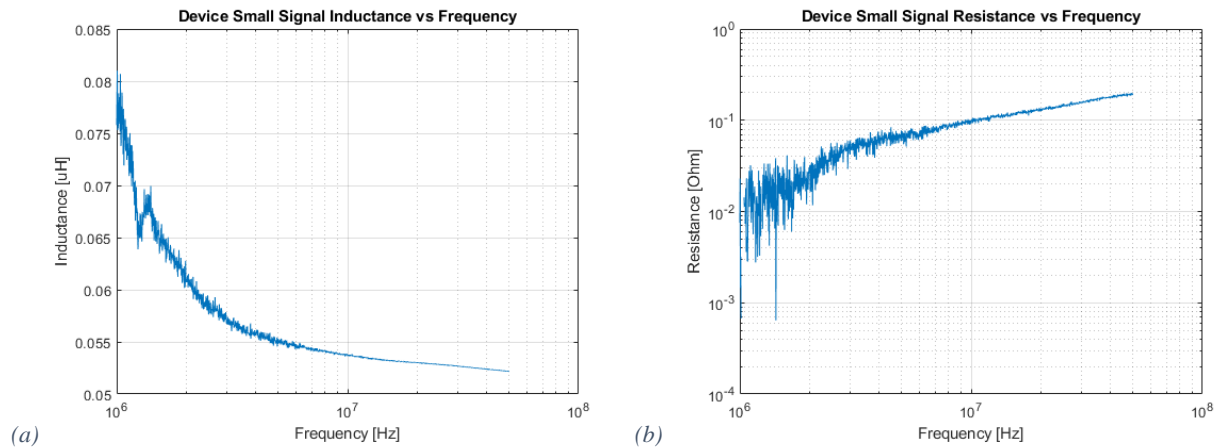 Device Small Signal Inductance vs Frequency
0.085
0.08
0.075
0.07
0.065
0.06
0.055
0.05
Inductance [uH]
10^6
10^7
10^8
Frequency [Hz]
(a)
Device Small Signal Resistance vs Frequency
10^0
10^-1
10^-2
10^-3
10^-4
Resistance [Ohm]
10^6
10^7
10^8
Frequency [Hz]
(b)